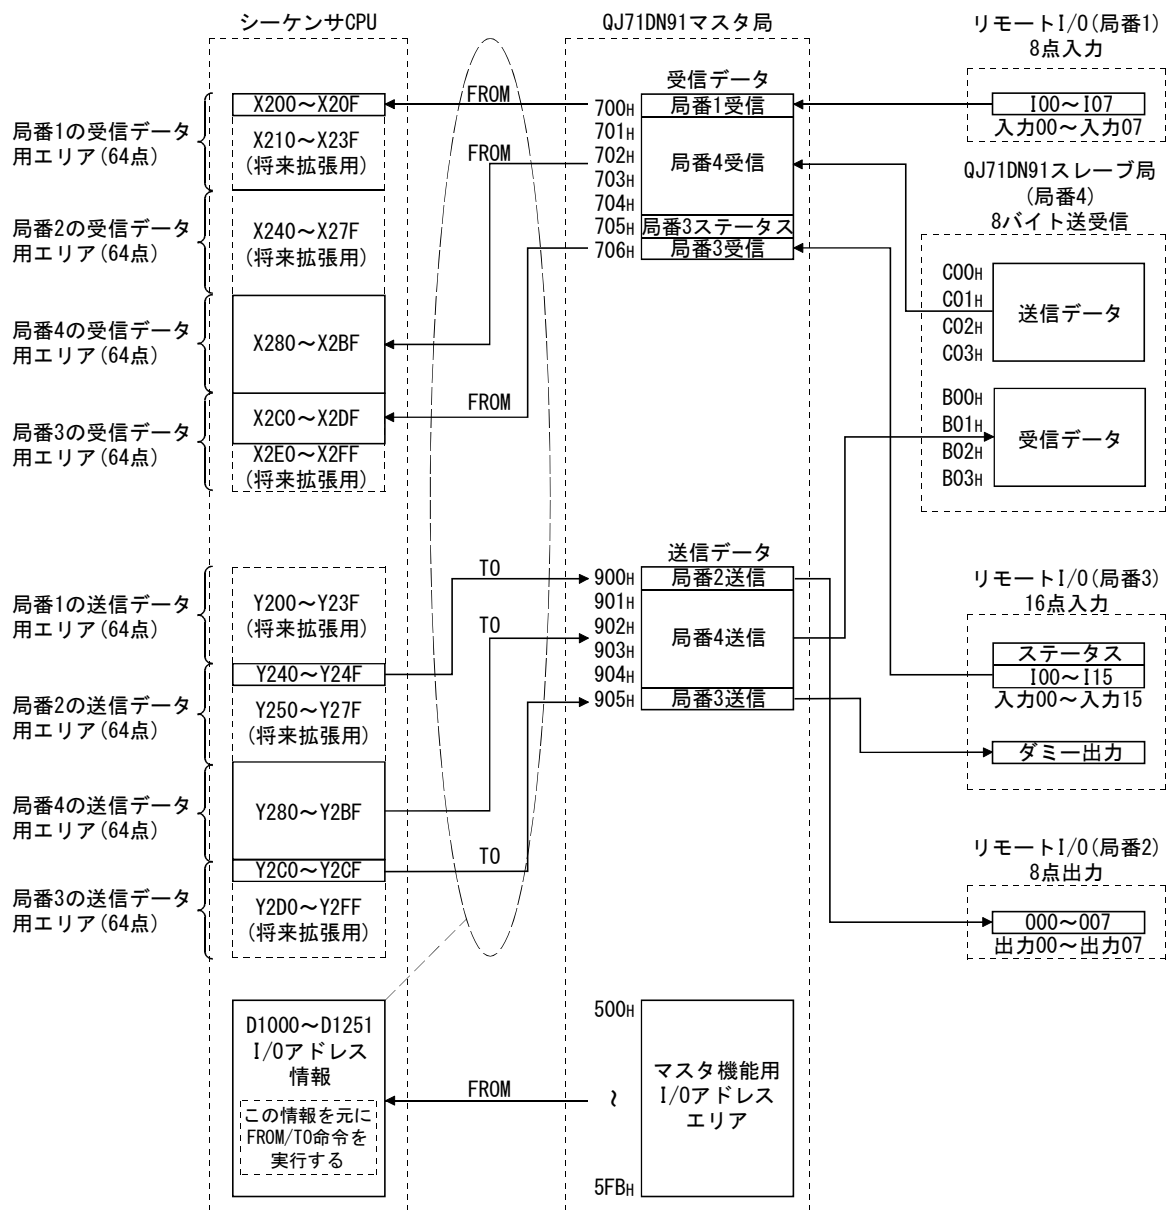 シーケンサCPU
X200～X20F
X210～X23F
(将来拡張用)
X240～X27F
(将来拡張用)
X280～X2BF
X2C0～X2DF
X2E0～X2FF
(将来拡張用)
局番1の受信データ
用エリア(64点)
局番2の受信データ
用エリア(64点)
局番4の受信データ
用エリア(64点)
局番3の受信データ
用エリア(64点)
FROM
FROM
FROM
QJ71DN91マスタ局
受信データ
700H
701H
702H
703H
704H
705H
706H
局番1受信
局番4受信
局番3ステータス
局番3受信
リモートI/O(局番1)
8点入力
I00～I07
入力00～入力07
QJ71DN91スレーブ局
(局番4)
8バイト送受信
C00H
C01H
C02H
C03H
送信データ
B00H
B01H
B02H
B03H
受信データ
局番1の送信データ
用エリア(64点)
局番2の送信データ
用エリア(64点)
局番4の送信データ
用エリア(64点)
局番3の送信データ
用エリア(64点)
Y200～Y23F
(将来拡張用)
Y240～Y24F
Y250～Y27F
(将来拡張用)
Y280～Y2BF
Y2C0～Y2CF
Y2D0～Y2FF
(将来拡張用)
TO
TO
TO
送信データ
900H
901H
902H
903H
904H
905H
局番2送信
局番4送信
局番3送信
リモートI/O(局番3)
16点入力
ステータス
I00～I15
入力00～入力15
ダミー出力
リモートI/O(局番2)
8点出力
O00～O07
出力00～出力07
D1000～D1251
I/Oアドレス
情報
この情報を元に
FROM/TO命令を
実行する
FROM
500H
～
5FBH
マスタ機能用
I/Oアドレス
エリア